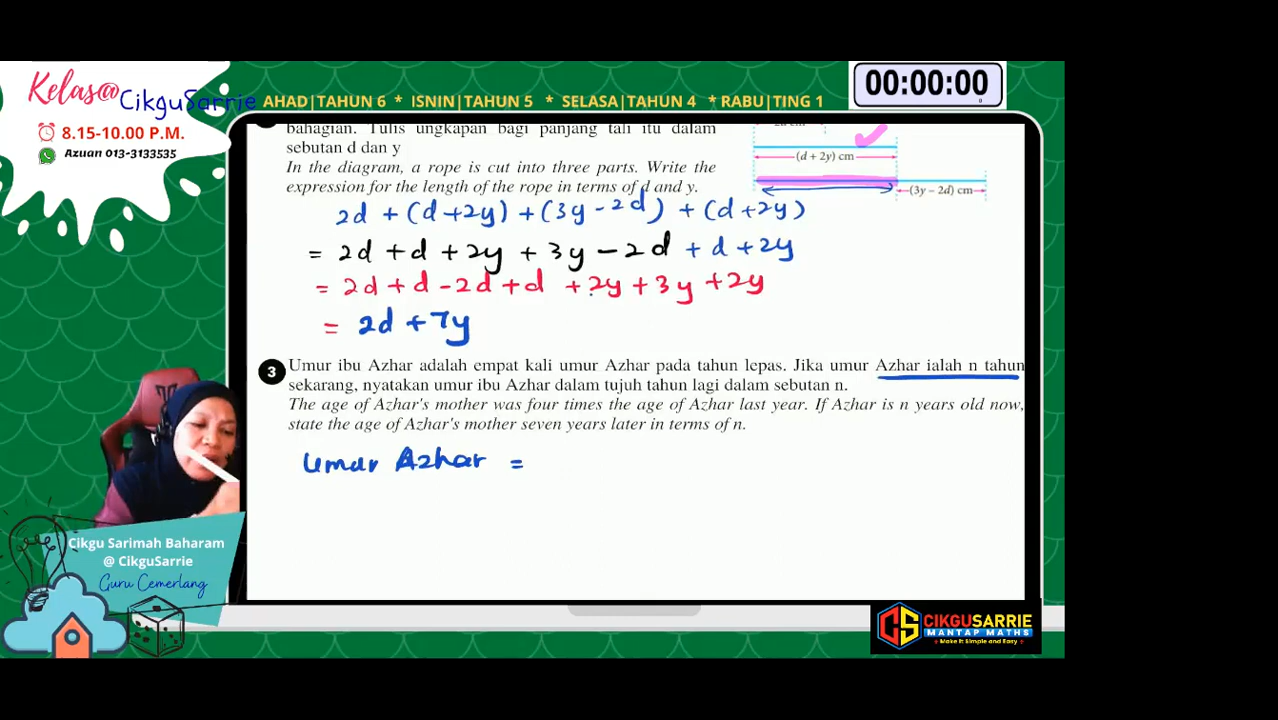 Kelas@CikguSarrie
8.15-10.00 P.M.
Azuan 013-3133535
AHAD|TAHUN 6 * ISNIN|TAHUN 5 * SELASA|TAHUN 4 * RABU|TING 1
00:00:00
bahagian. Tulis ungkapan bagi panjang tali itu dalam
sebutan d dan y
In the diagram, a rope is cut into three parts. Write the
expression for the length of the rope in terms of d and y.
(d + 2y) cm
(3y – 2d) cm
2d + (d+2y) + (3y - 2d) + (d+2y)
= 2d + d + 2y + 3y - 2d + d + 2y
= 2d + d - 2d + d + 2y + 3y + 2y
= 2d + 7y
3 Umur ibu Azhar adalah empat kali umur Azhar pada tahun lepas. Jika umur Azhar ialah n tahun
sekarang, nyatakan umur ibu Azhar dalam tujuh tahun lagi dalam sebutan n.
The age of Azhar's mother was four times the age of Azhar last year. If Azhar is n years old now,
state the age of Azhar's mother seven years later in terms of n.
Umur Azhar =
Cikgu Sarimah Baharam
@ CikguSarrie
Guru Cemerlang
CS CIKGUSARRIE
MANTAP MATHS
Make It Simple and Easy